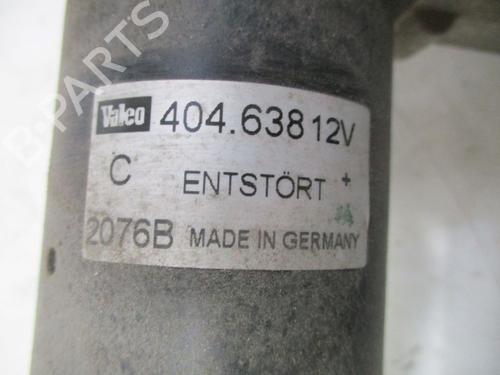 Valeo 404.638 12V
C ENTSTÖRT +
2076B MADE IN GERMANY
B-PARTS